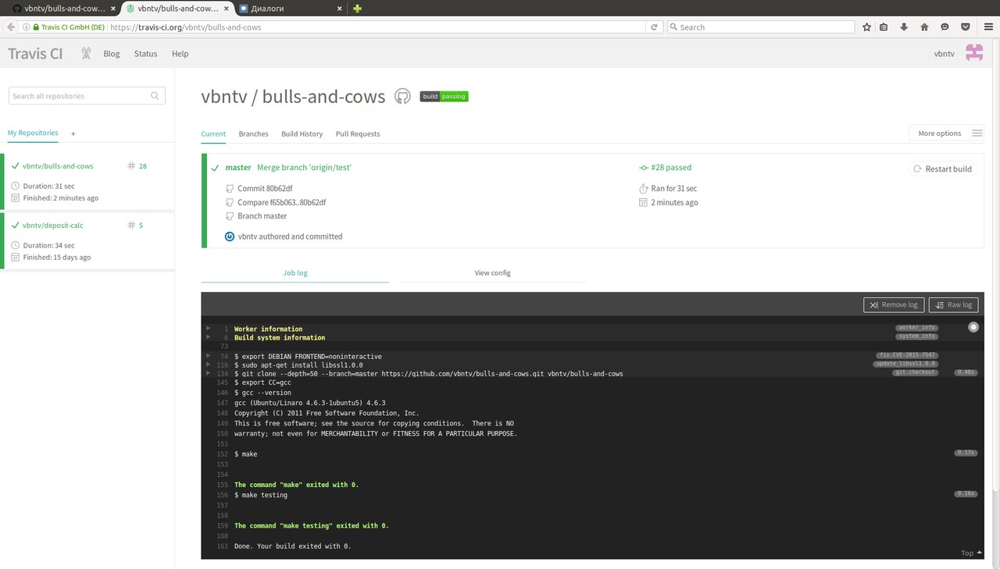 vbntv/bulls-and-cow... × vbntv/bulls-and-cow... × Диалоги ×
Travis CI GmbH (DE) https://travis-ci.org/vbntv/bulls-and-cows Search
Travis CI Blog Status Help vbntv
Search all repositories
vbntv / bulls-and-cows build passing
My Repositories +
Current Branches Build History Pull Requests More options
vbntv/bulls-and-cows # 28
Duration: 31 sec
Finished: 2 minutes ago
vbntv/deposit-calc # 5
Duration: 34 sec
Finished: 15 days ago
master Merge branch 'origin/test' #28 passed Restart build
Commit 80b62df Ran for 31 sec
Compare f65b063..80b62df 2 minutes ago
Branch master
vbntv authored and committed
Job log View config
Remove log Raw log
1 Worker information worker_info
6 Build system information system_info
73
74 $ export DEBIAN_FRONTEND=noninteractive fix.CVE-2015-7547
110 $ sudo apt-get install libssl1.0.0 update_libssl1.0.0
134 $ git clone --depth=50 --branch=master https://github.com/vbntv/bulls-and-cows.git vbntv/bulls-and-cows git.checkout 0.40s
145 $ export CC=gcc
146 $ gcc --version
147 gcc (Ubuntu/Linaro 4.6.3-1ubuntu5) 4.6.3
148 Copyright (C) 2011 Free Software Foundation, Inc.
149 This is free software; see the source for copying conditions.  There is NO
150 warranty; not even for MERCHANTABILITY or FITNESS FOR A PARTICULAR PURPOSE.
151
152 $ make 0.17s
153
154
155 The command "make" exited with 0.
156 $ make testing 0.16s
157
158
159 The command "make testing" exited with 0.
160
161 Done. Your build exited with 0.
Top